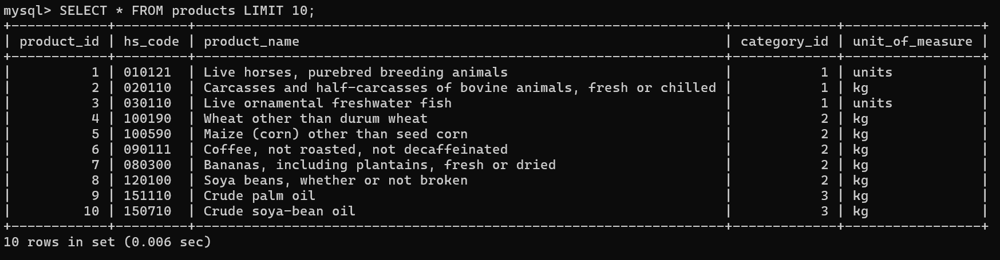 mysql> SELECT * FROM products LIMIT 10;
+------------+---------+------------------------------------------------------------------+-------------+-----------------+
| product_id | hs_code | product_name                                                     | category_id | unit_of_measure |
+------------+---------+------------------------------------------------------------------+-------------+-----------------+
|          1 | 010121  | Live horses, purebred breeding animals                           |           1 | units           |
|          2 | 020110  | Carcasses and half-carcasses of bovine animals, fresh or chilled |           1 | kg              |
|          3 | 030110  | Live ornamental freshwater fish                                  |           1 | units           |
|          4 | 100190  | Wheat other than durum wheat                                     |           2 | kg              |
|          5 | 100590  | Maize (corn) other than seed corn                                |           2 | kg              |
|          6 | 090111  | Coffee, not roasted, not decaffeinated                           |           2 | kg              |
|          7 | 080300  | Bananas, including plantains, fresh or dried                     |           2 | kg              |
|          8 | 120100  | Soya beans, whether or not broken                                |           2 | kg              |
|          9 | 151110  | Crude palm oil                                                   |           3 | kg              |
|         10 | 150710  | Crude soya-bean oil                                              |           3 | kg              |
+------------+---------+------------------------------------------------------------------+-------------+-----------------+
10 rows in set (0.006 sec)